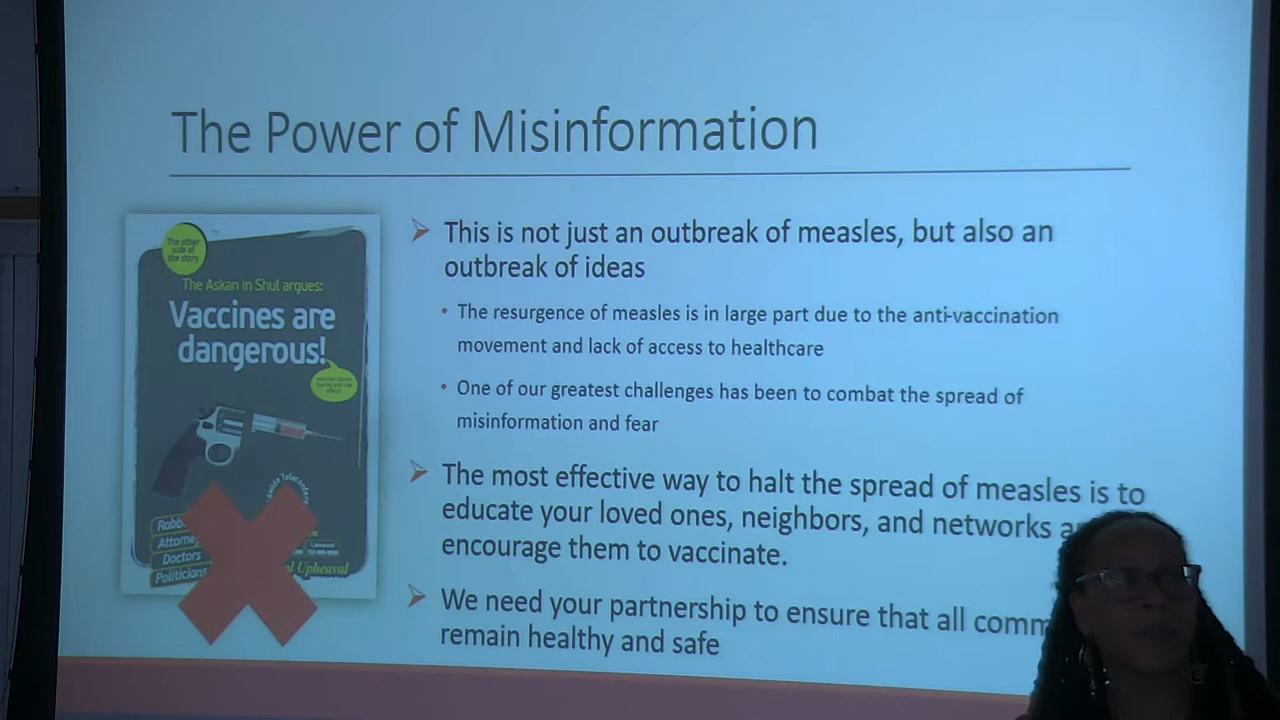 The Power of Misinformation
The other
side of
the story
The Askan in Shul argues:
Vaccines are
dangerous!
Attorne
Doctors
Politicians
al Upheaval
This is not just an outbreak of measles, but also an
outbreak of ideas
The resurgence of measles is in large part due to the anti-vaccination
movement and lack of access to healthcare
One of our greatest challenges has been to combat the spread of
misinformation and fear
The most effective way to halt the spread of measles is to
educate your loved ones, neighbors, and networks
encourage them to vaccinate.
We need your partnership to ensure that all comm
remain healthy and safe